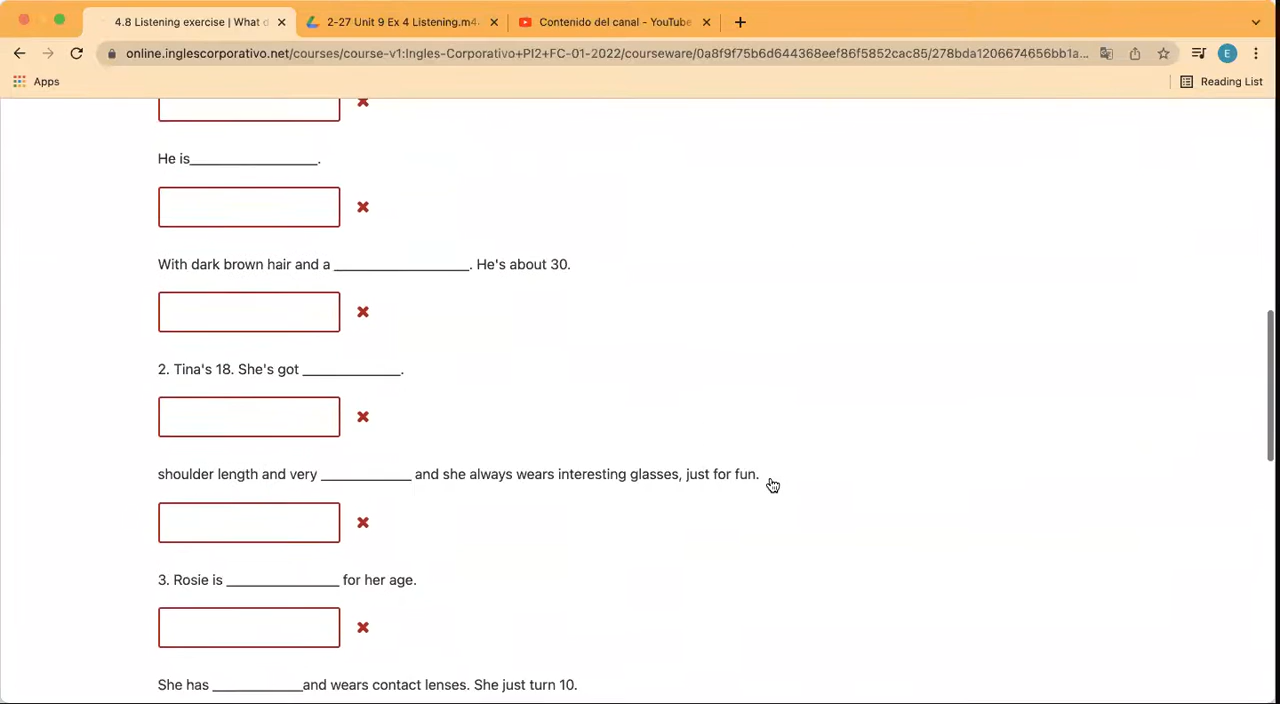 4.8 Listening exercise | What d
2-27 Unit 9 Ex 4 Listening.m4
Contenido del canal - YouTube
online.inglescorporativo.net/courses/course-v1:Ingles-Corporativo+PI2+FC-01-2022/courseware/0a8f9f75b6d644368eef86f5852cac85/278bda1206674656bb1a...
E
Apps
Reading List
He is________________.
With dark brown hair and a _________________. He's about 30.
2. Tina's 18. She's got ____________.
shoulder length and very ___________ and she always wears interesting glasses, just for fun.
3. Rosie is ______________ for her age.
She has ___________and wears contact lenses. She just turn 10.